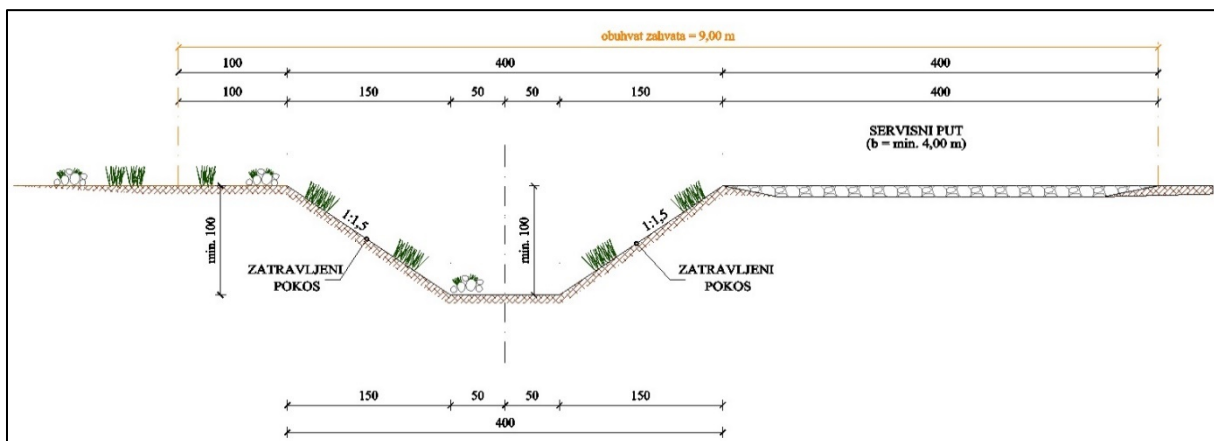 obuhvat zahvata = 9,00 m
100 400 400
100 150 50 50 150 400
SERVISNI PUT
(b = min. 4,00 m)
min. 100
1:1,5
ZATRAVLJENI
POKOS
min. 100
1:1,5
ZATRAVLJENI
POKOS
150 50 50 150
400